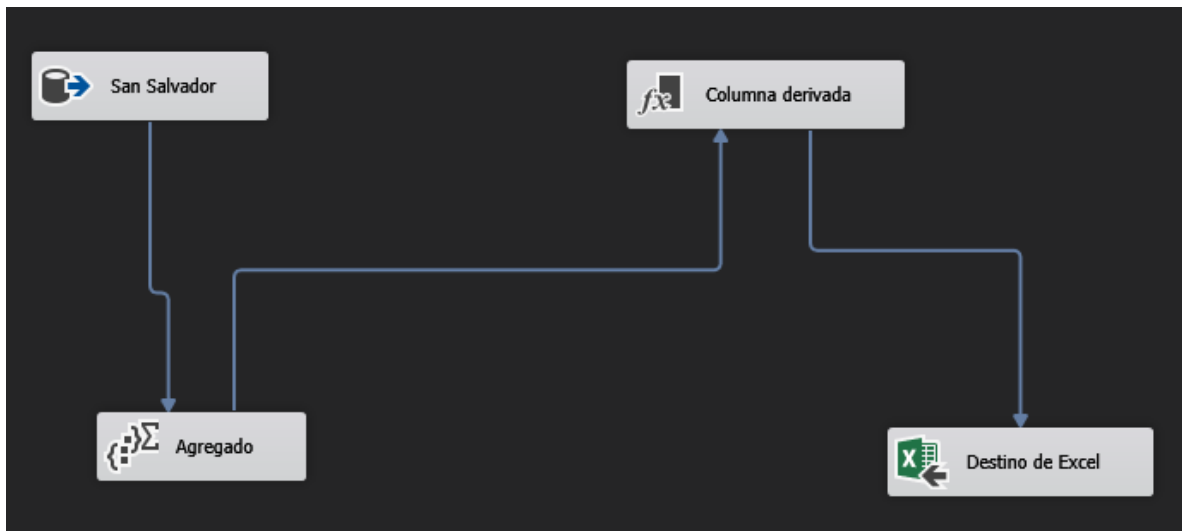 San Salvador
Columna derivada
Agregado
Destino de Excel